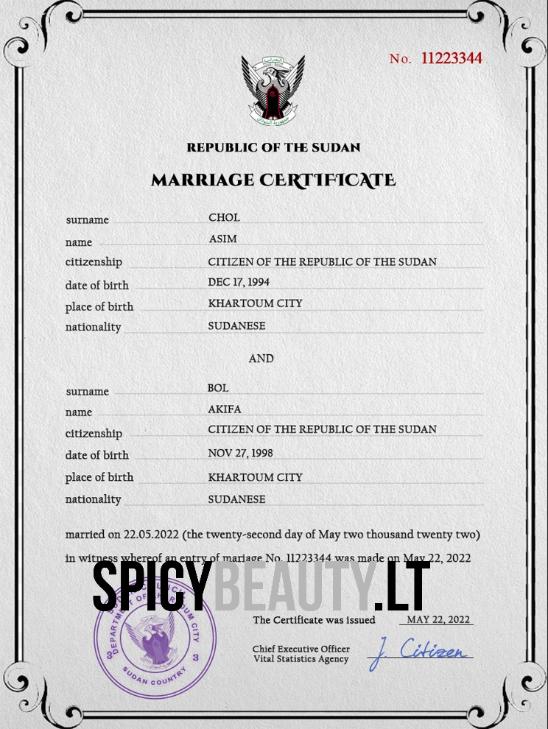 No. 11223344
REPUBLIC OF THE SUDAN
MARRIAGE CERTIFICATE
surname CHOL
name ASIM
citizenship CITIZEN OF THE REPUBLIC OF THE SUDAN
date of birth DEC 17, 1994
place of birth KHARTOUM CITY
nationality SUDANESE
AND
surname BOL
name AKIFA
citizenship CITIZEN OF THE REPUBLIC OF THE SUDAN
date of birth NOV 27, 1998
place of birth KHARTOUM CITY
nationality SUDANESE
married on 22.05.2022 (the twenty-second day of May two thousand twenty two)
in witness whereof an entry of mariage No. 11223344 was made on May 22, 2022
SPICYBEAUTY.LT
DEPARTMENT OF KHARTOUM CITY
3 3
SUDAN COUNTRY
The Certificate was issued MAY 22, 2022
Chief Executive Officer
Vital Statistics Agency
J. Citizen